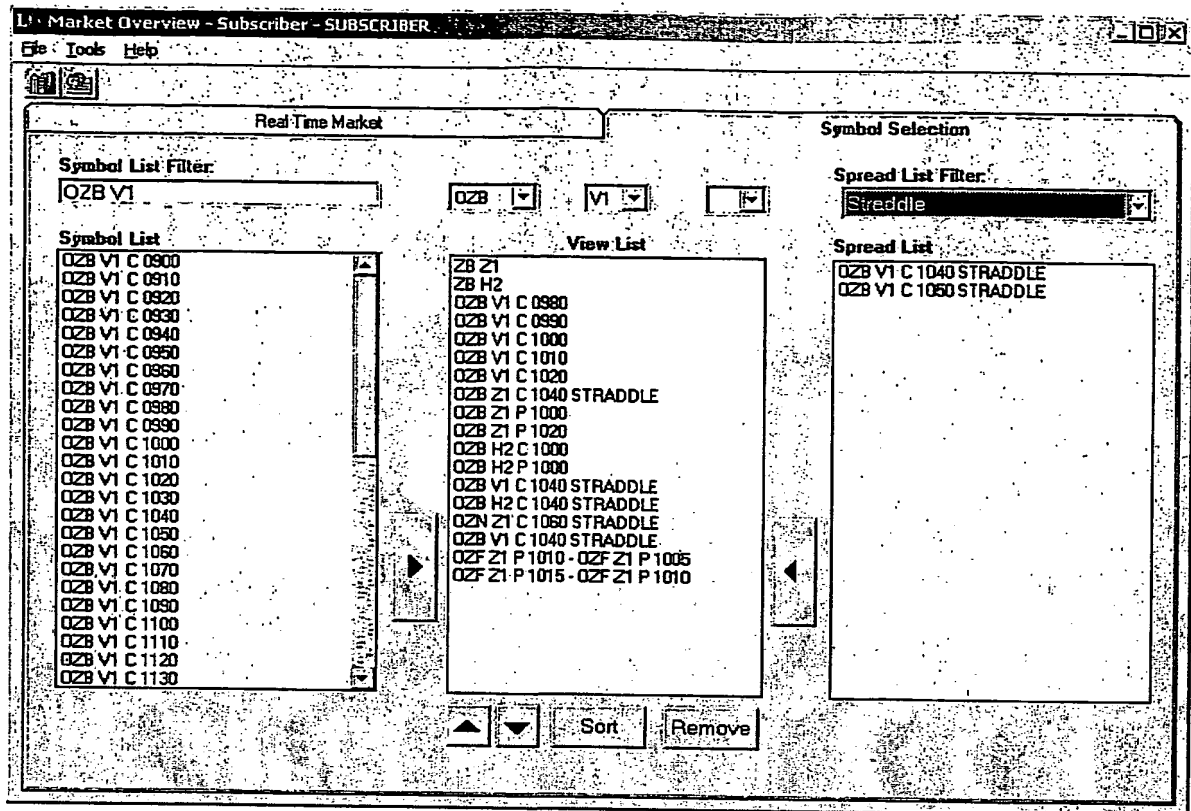 Market Overview - Subscriber - SUBSCRIBER
File Tools Help
Real Time Market
Symbol Selection
Symbol List Filter:
OZB V1
OZB
V1
Spread List Filter:
Straddle
Symbol List
OZB V1 C 0900
OZB V1 C 0910
OZB V1 C 0920
OZB V1 C 0930
OZB V1 C 0940
OZB V1 C 0950
OZB V1 C 0960
OZB V1 C 0970
OZB V1 C 0980
OZB V1 C 0990
OZB V1 C 1000
OZB V1 C 1010
OZB V1 C 1020
OZB V1 C 1030
OZB V1 C 1040
OZB V1 C 1050
OZB V1 C 1060
OZB V1 C 1070
OZB V1 C 1080
OZB V1 C 1090
OZB V1 C 1100
OZB V1 C 1110
OZB V1 C 1120
OZB V1 C 1130
View List
ZB Z1
ZB H2
OZB V1 C 0980
OZB V1 C 0990
OZB V1 C 1000
OZB V1 C 1010
OZB V1 C 1020
OZB Z1 C 1040 STRADDLE
OZB Z1 P 1000
OZB Z1 P 1020
OZB H2 C 1000
OZB H2 P 1000
OZB V1 C 1040 STRADDLE
OZB H2 C 1040 STRADDLE
OZN Z1 C 1060 STRADDLE
OZB V1 C 1040 STRADDLE
OZF Z1 P 1010 - OZF Z1 P 1005
OZF Z1 P 1015 - OZF Z1 P 1010
Sort
Remove
Spread List
OZB V1 C 1040 STRADDLE
OZB V1 C 1050 STRADDLE